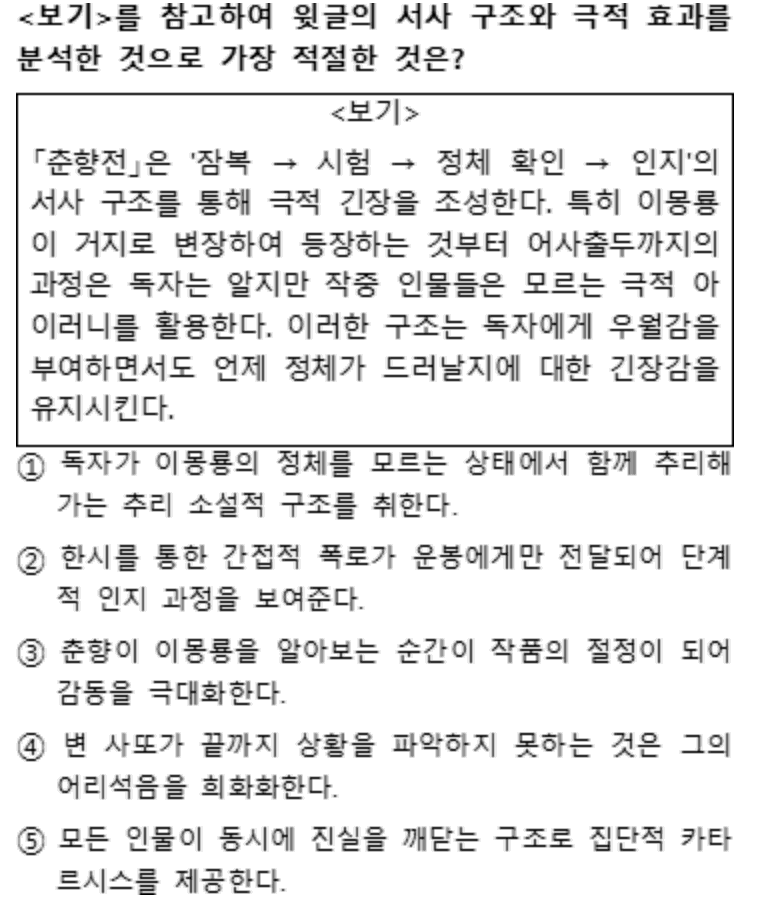 <보기>를 참고하여 윗글의 서사 구조와 극적 효과를
분석한 것으로 가장 적절한 것은?
<보기>
「춘향전」은 '잠복 → 시험 → 정체 확인 → 인지'의
서사 구조를 통해 극적 긴장을 조성한다. 특히 이몽룡
이 거지로 변장하여 등장하는 것부터 어사출두까지의
과정은 독자는 알지만 작중 인물들은 모르는 극적 아
이러니를 활용한다. 이러한 구조는 독자에게 우월감을
부여하면서도 언제 정체가 드러날지에 대한 긴장감을
유지시킨다.
① 독자가 이몽룡의 정체를 모르는 상태에서 함께 추리해
가는 추리 소설적 구조를 취한다.
② 한시를 통한 간접적 폭로가 운봉에게만 전달되어 단계
적 인지 과정을 보여준다.
③ 춘향이 이몽룡을 알아보는 순간이 작품의 절정이 되어
감동을 극대화한다.
④ 변 사또가 끝까지 상황을 파악하지 못하는 것은 그의
어리석음을 희화화한다.
⑤ 모든 인물이 동시에 진실을 깨닫는 구조로 집단적 카타
르시스를 제공한다.